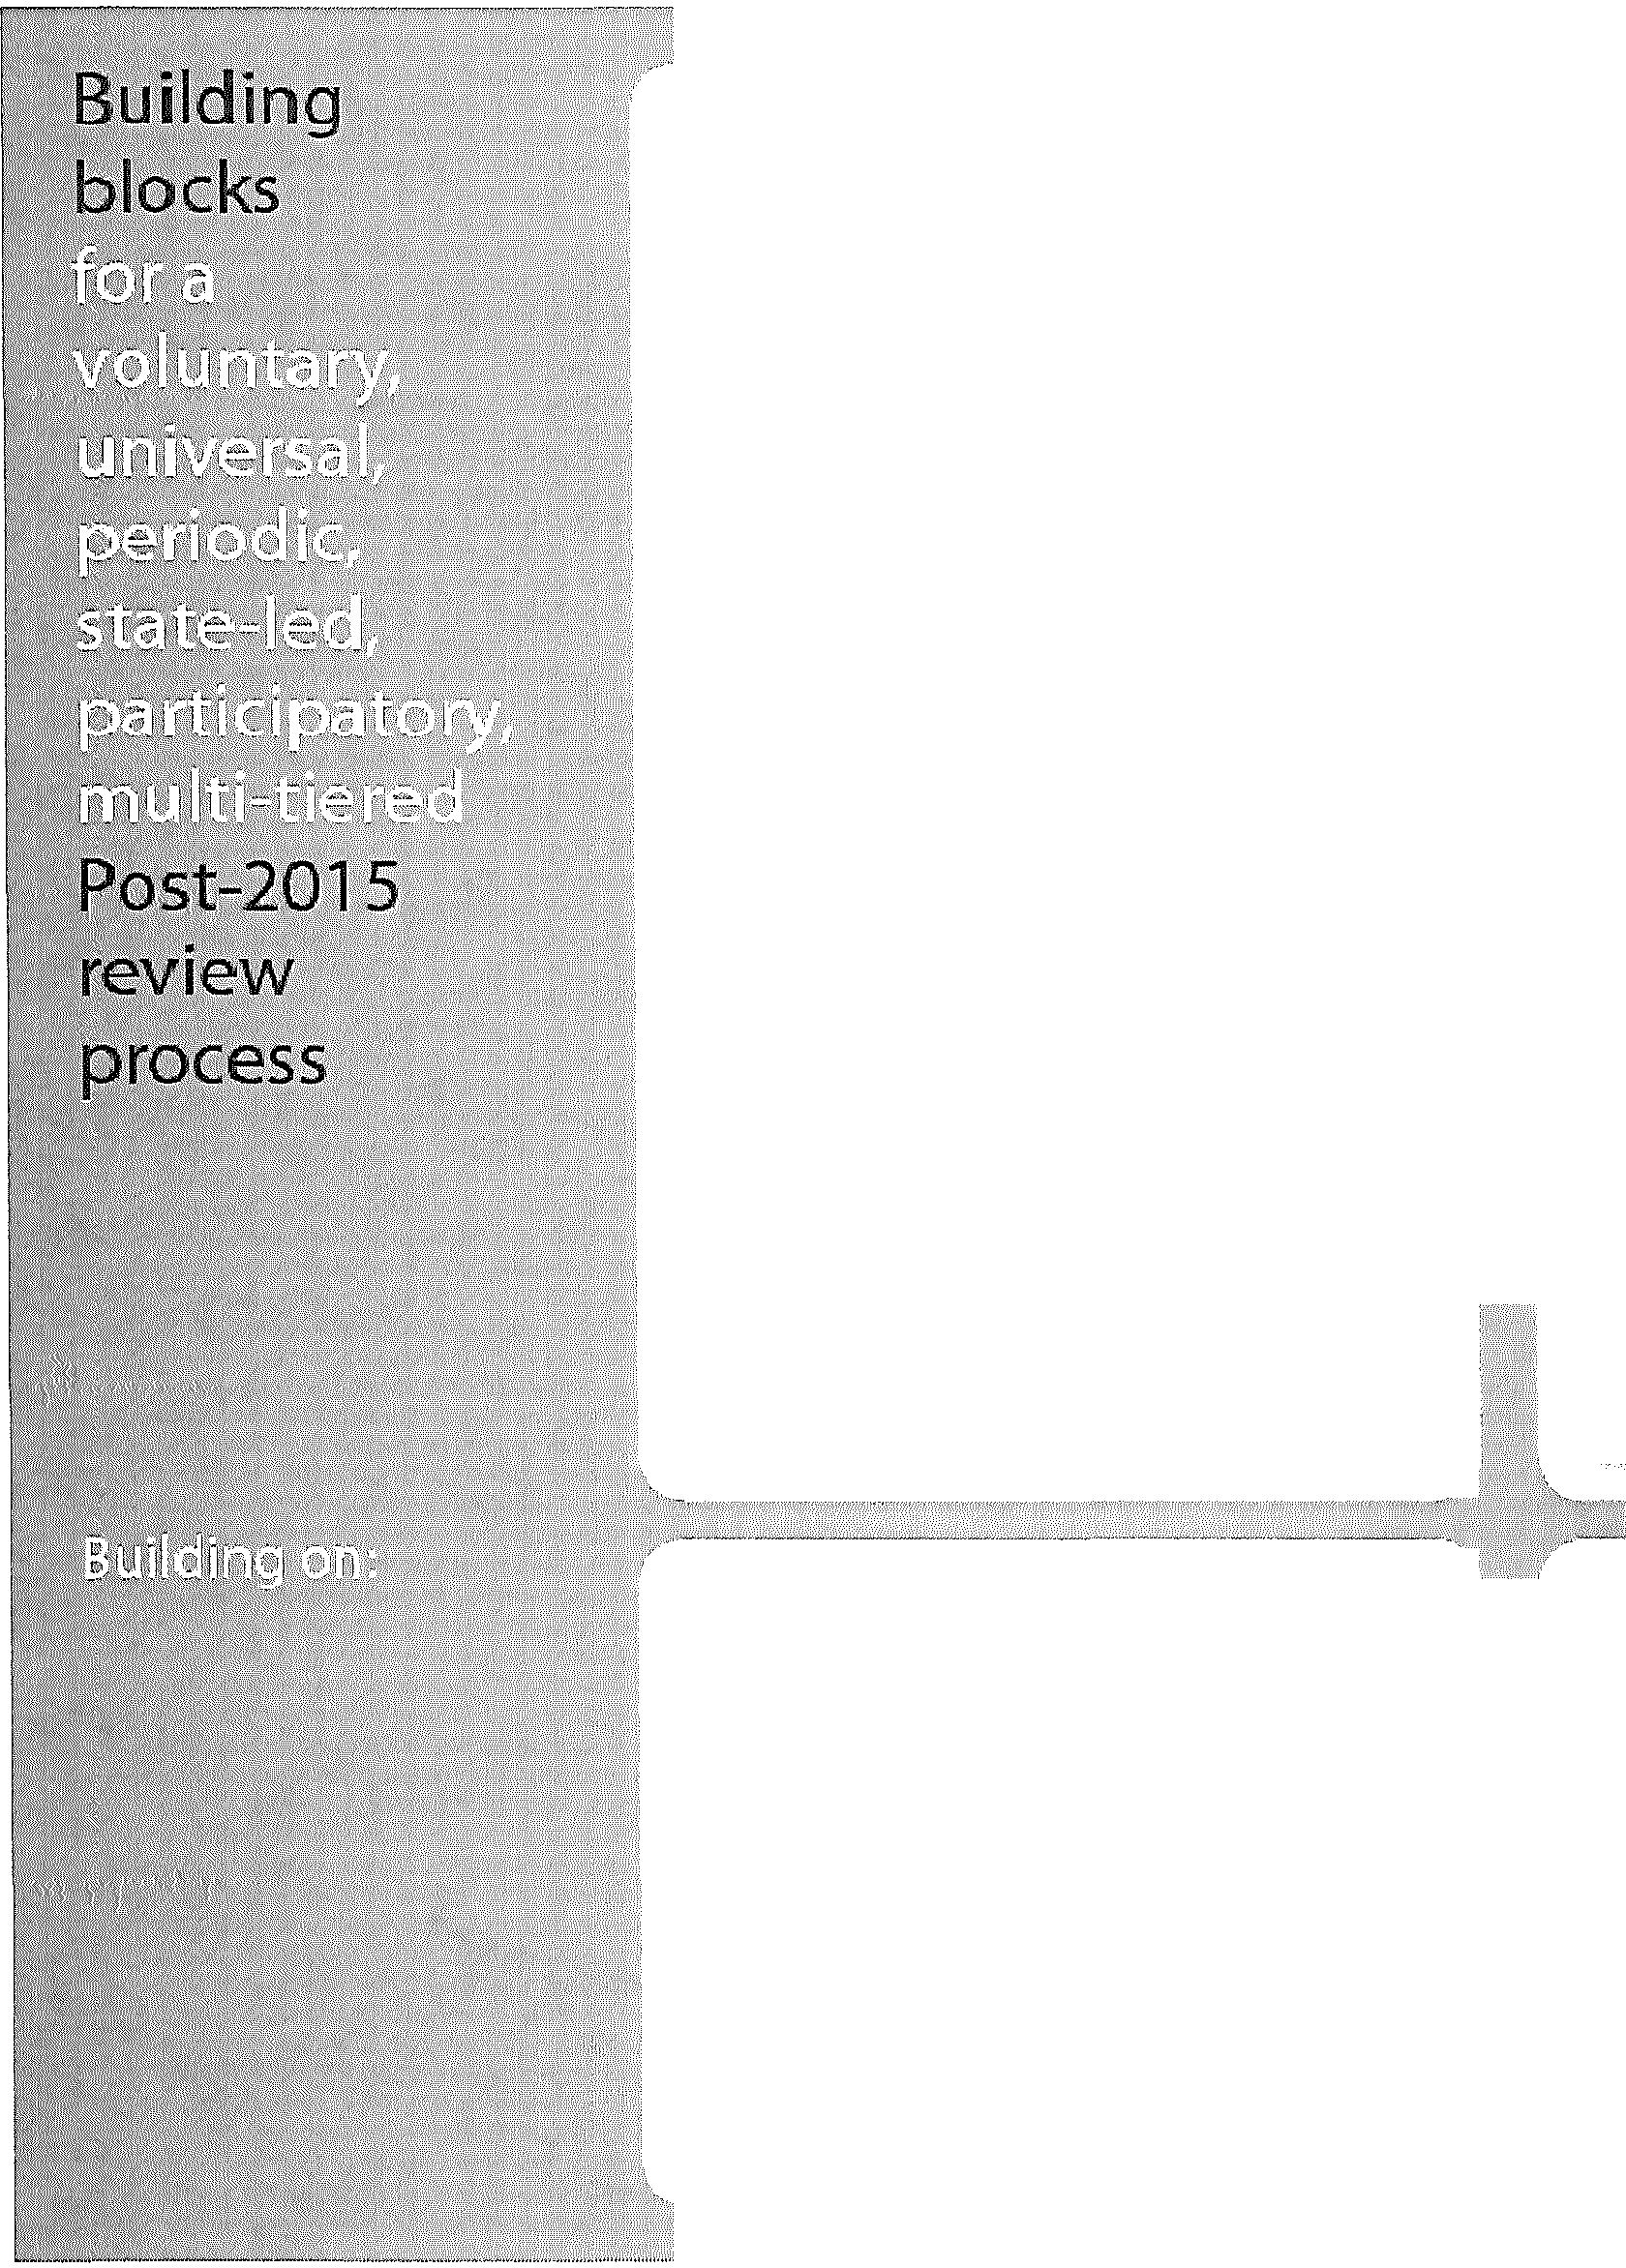 Building
blocks
for a
voluntary,
universal,
periodic,
state-led,
participatory,
multi-tiered
Post-2015
review
process
Building on: